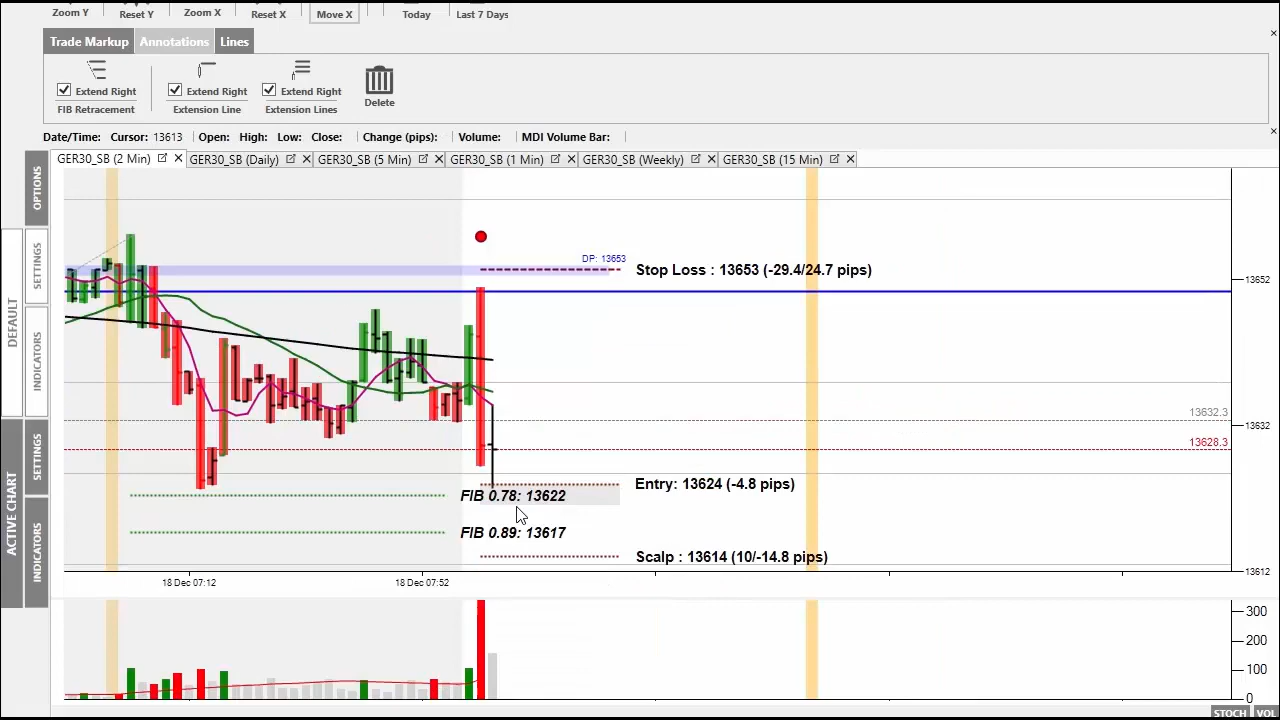 Zoom Y Reset Y Zoom X Reset X Move X Today Last 7 Days
×
Trade Markup Annotations Lines
Extend Right Extend Right Extend Right
FIB Retracement Extension Line Extension Lines Delete
Date/Time: Cursor: 13613 Open: High: Low: Close: Change (pips): Volume: MDI Volume Bar:
×
GER30_SB (2 Min) × GER30_SB (Daily) × GER30_SB (5 Min) × GER30_SB (1 Min) × GER30_SB (Weekly) × GER30_SB (15 Min) ×
OPTIONS
DEFAULT
SETTINGS
INDICATORS
ACTIVE CHART
SETTINGS
INDICATORS
DP: 13653
Stop Loss : 13653 (-29.4/24.7 pips)
13652
13632.3
13632
13628.3
Entry: 13624 (-4.8 pips)
FIB 0.78: 13622
FIB 0.89: 13617
Scalp : 13614 (10/-14.8 pips)
13612
18 Dec 07:12 18 Dec 07:52
300
200
100
0
STOCH VOL